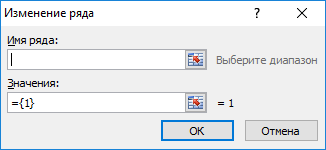 Изменение ряда ? ×
Имя ряда:
Выберите диапазон
Значения:
={1} = 1
ОК Отмена